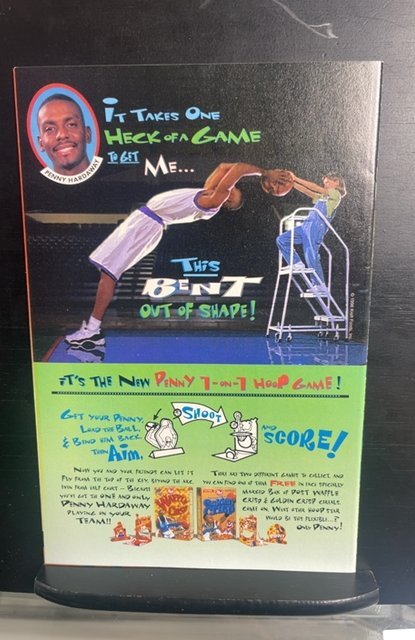 IT TAKES ONE
HECK OF A GAME
TO GET
ME...
PENNY HARDAWAY
THIS
BENT
OUT OF SHAPE!
IT'S THE NEW PENNY 1-ON-1 HOOP GAME!
GET YOUR PENNY,
LOAD THE BALL,
& BEND HIM BACK.
THEN AIM,
SHOOT
AND
SCORE!
NOW YOU AND YOUR FRIENDS CAN LET IT
FLY FROM THE TOP OF THE KEY, BEYOND THE ARC,
EVEN FROM HALF COURT – BECAUSE
YOU'VE GOT THE ONE AND ONLY
PENNY HARDAWAY
PLAYING ON YOUR
TEAM!!
THERE ARE TWO DIFFERENT GAMES TO COLLECT, AND
YOU CAN FIND ONE OF THEM FREE IN EACH SPECIALLY
MARKED BOX OF POST WAFFLE
CRISP & GOLDEN CRISP CEREALS.
COME ON. WHAT OTHER HOOP STAR
WOULD BE THIS FLEXIBLE...?
ONLY PENNY!